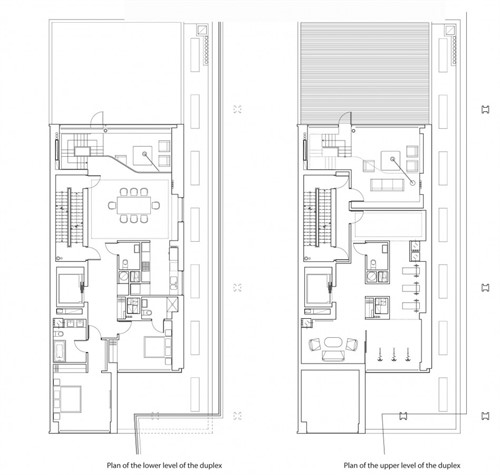 Plan of the lower level of the duplex
Plan of the upper level of the duplex